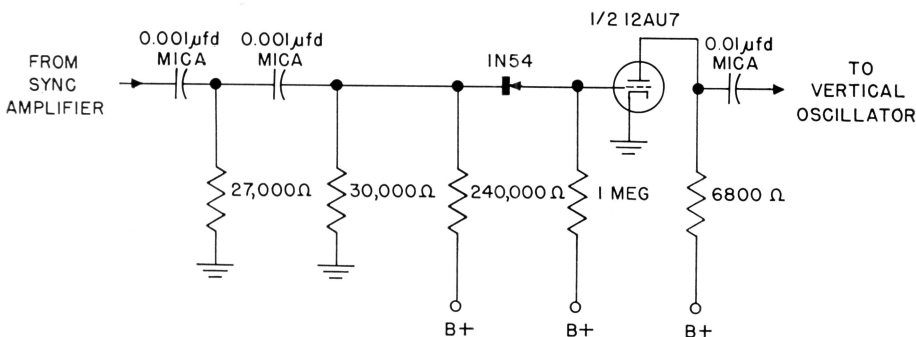 FROM
SYNC
AMPLIFIER
0.001µfd
MICA
0.001µfd
MICA
1N54
1/2 12AU7
0.01µfd
MICA
TO
VERTICAL
OSCILLATOR
27,000Ω
30,000Ω
240,000Ω
1 MEG
6800 Ω
B+
B+
B+